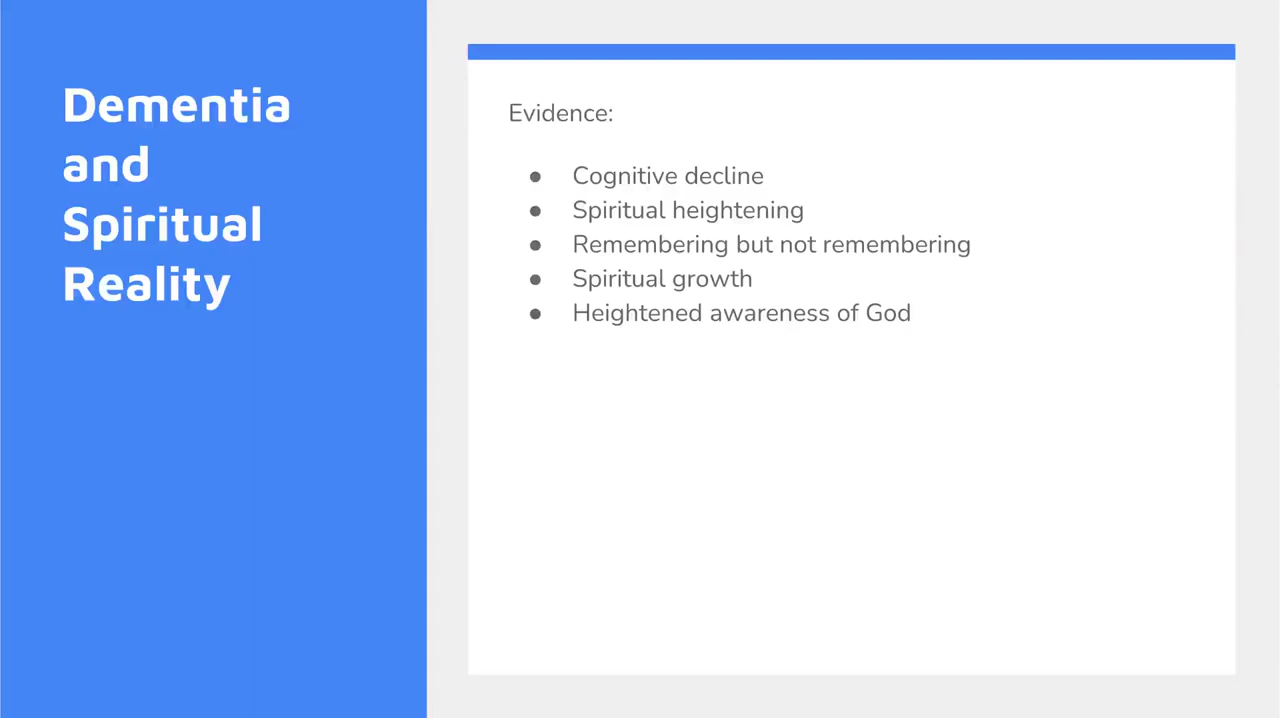 Dementia
and
Spiritual
Reality
Evidence:
● Cognitive decline
● Spiritual heightening
● Remembering but not remembering
● Spiritual growth
● Heightened awareness of God